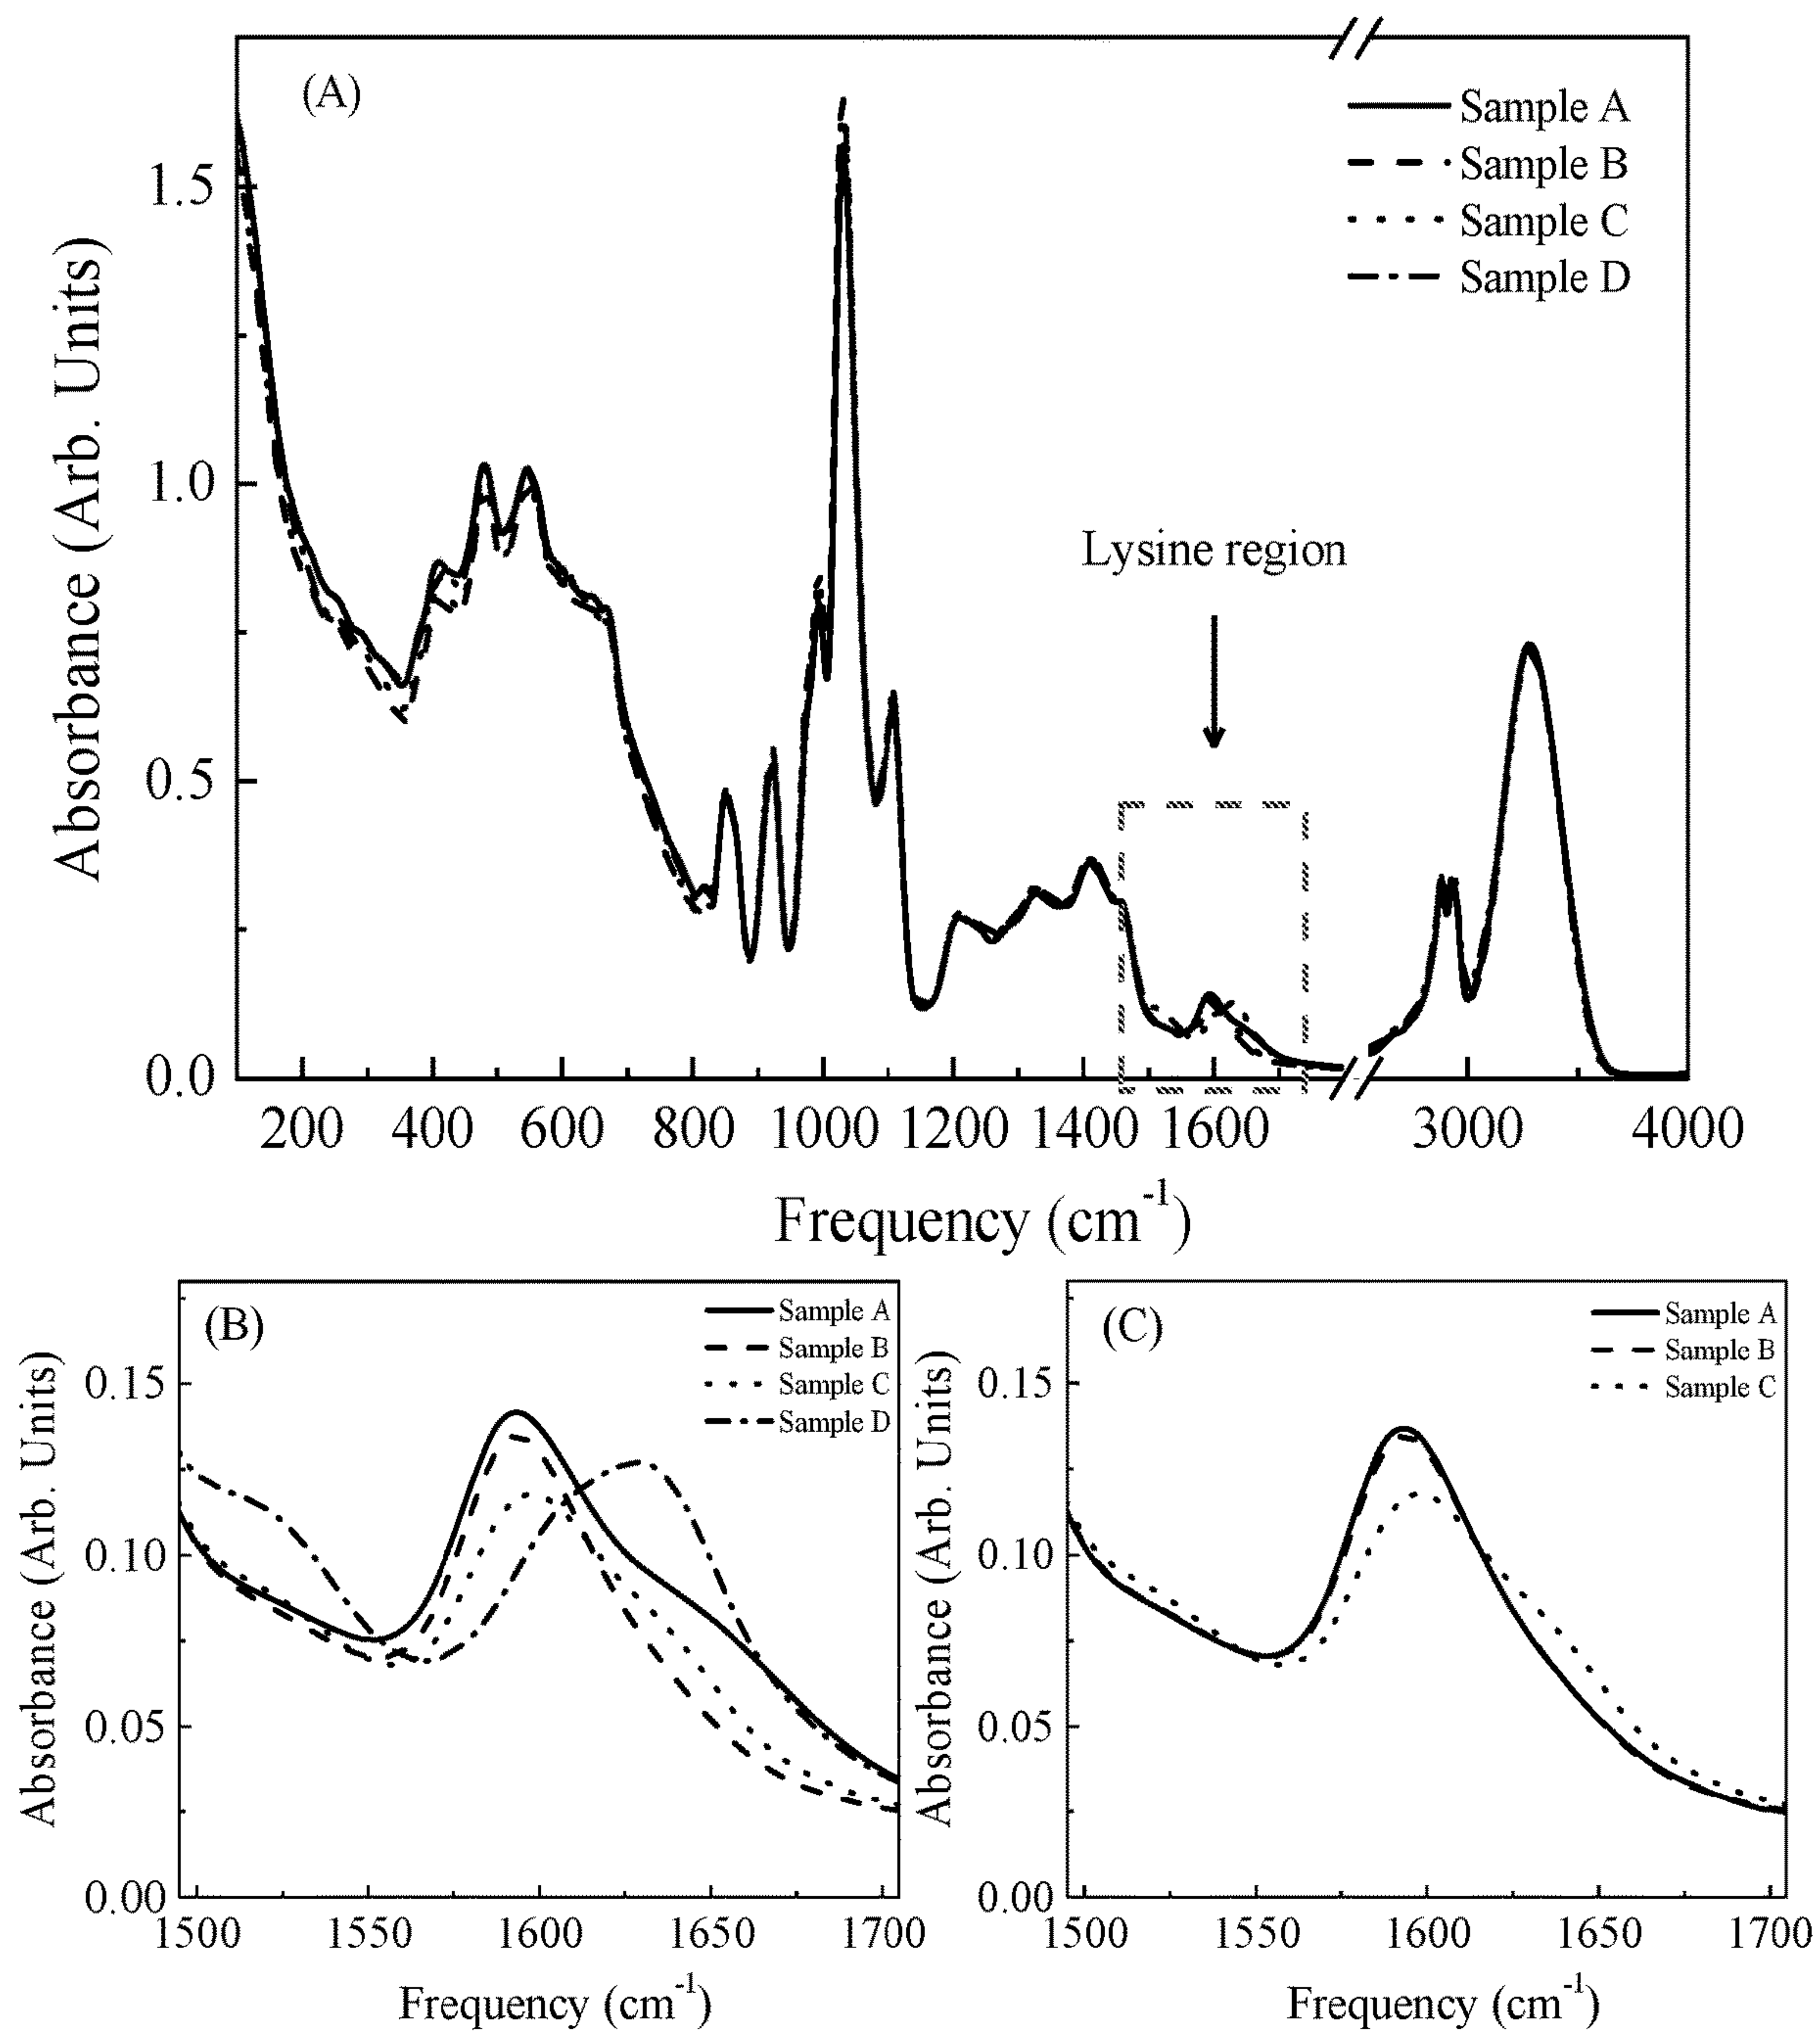 (A)
Sample A
Sample B
Sample C
Sample D
Lysine region
Absorbance (Arb. Units)
1.5
1.0
0.5
0.0
200 400 600 800 1000 1200 1400 1600 3000 4000
Frequency (cm⁻¹)
(B)
Sample A
Sample B
Sample C
Sample D
Absorbance (Arb. Units)
0.15
0.10
0.05
0.00
1500 1550 1600 1650 1700
Frequency (cm⁻¹)
(C)
Sample A
Sample B
Sample C
Absorbance (Arb. Units)
0.15
0.10
0.05
0.00
1500 1550 1600 1650 1700
Frequency (cm⁻¹)